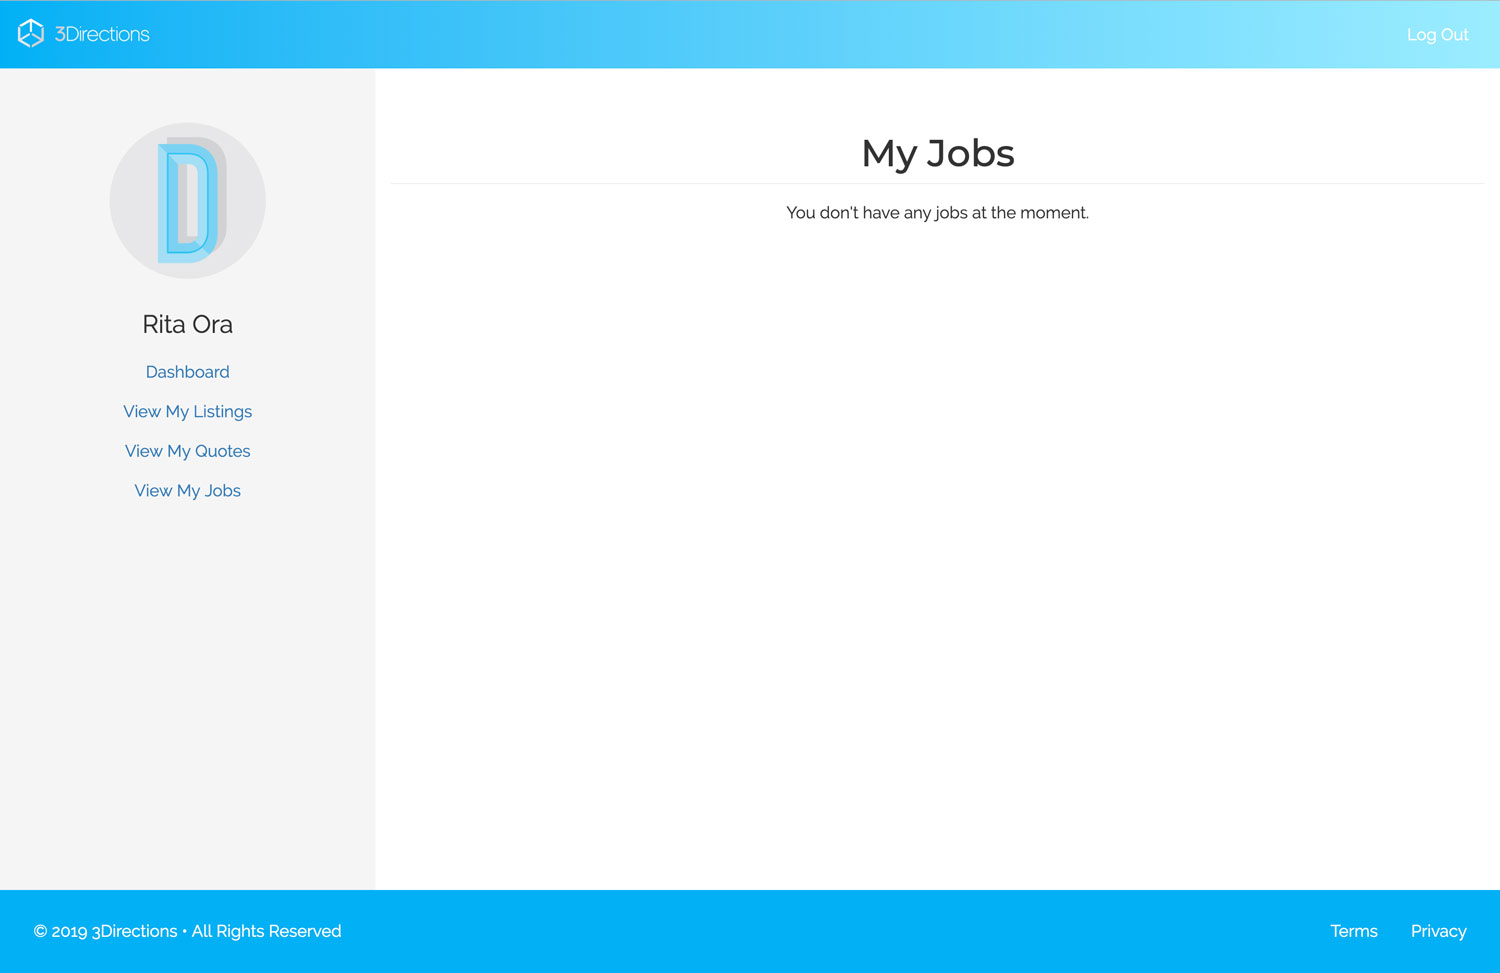 3Directions
Log Out
D
Rita Ora
Dashboard
View My Listings
View My Quotes
View My Jobs
My Jobs
You don't have any jobs at the moment.
© 2019 3Directions • All Rights Reserved
Terms
Privacy